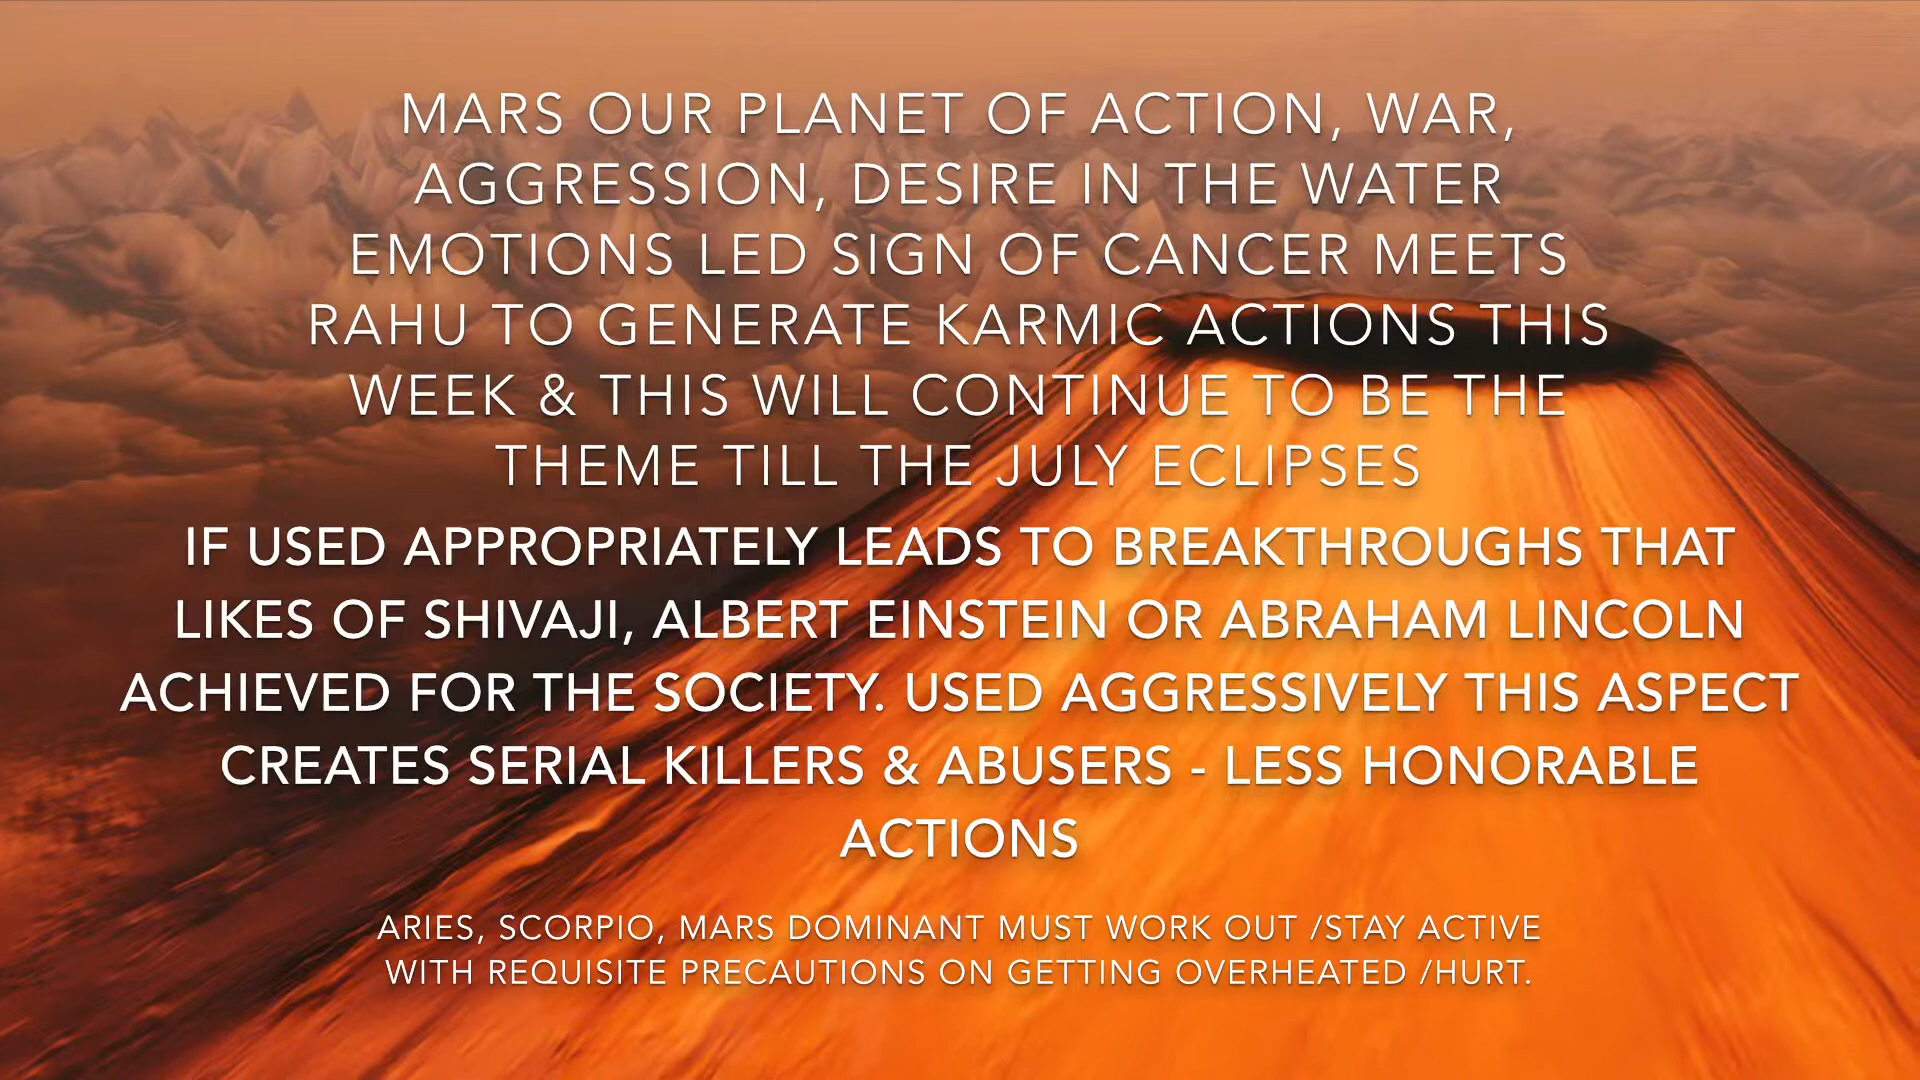 MARS OUR PLANET OF ACTION, WAR,
AGGRESSION, DESIRE IN THE WATER
EMOTIONS LED SIGN OF CANCER MEETS
RAHU TO GENERATE KARMIC ACTIONS THIS
WEEK & THIS WILL CONTINUE TO BE THE
THEME TILL THE JULY ECLIPSES
IF USED APPROPRIATELY LEADS TO BREAKTHROUGHS THAT
LIKES OF SHIVAJI, ALBERT EINSTEIN OR ABRAHAM LINCOLN
ACHIEVED FOR THE SOCIETY. USED AGGRESSIVELY THIS ASPECT
CREATES SERIAL KILLERS & ABUSERS - LESS HONORABLE
ACTIONS
ARIES, SCORPIO, MARS DOMINANT MUST WORK OUT /STAY ACTIVE
WITH REQUISITE PRECAUTIONS ON GETTING OVERHEATED /HURT.